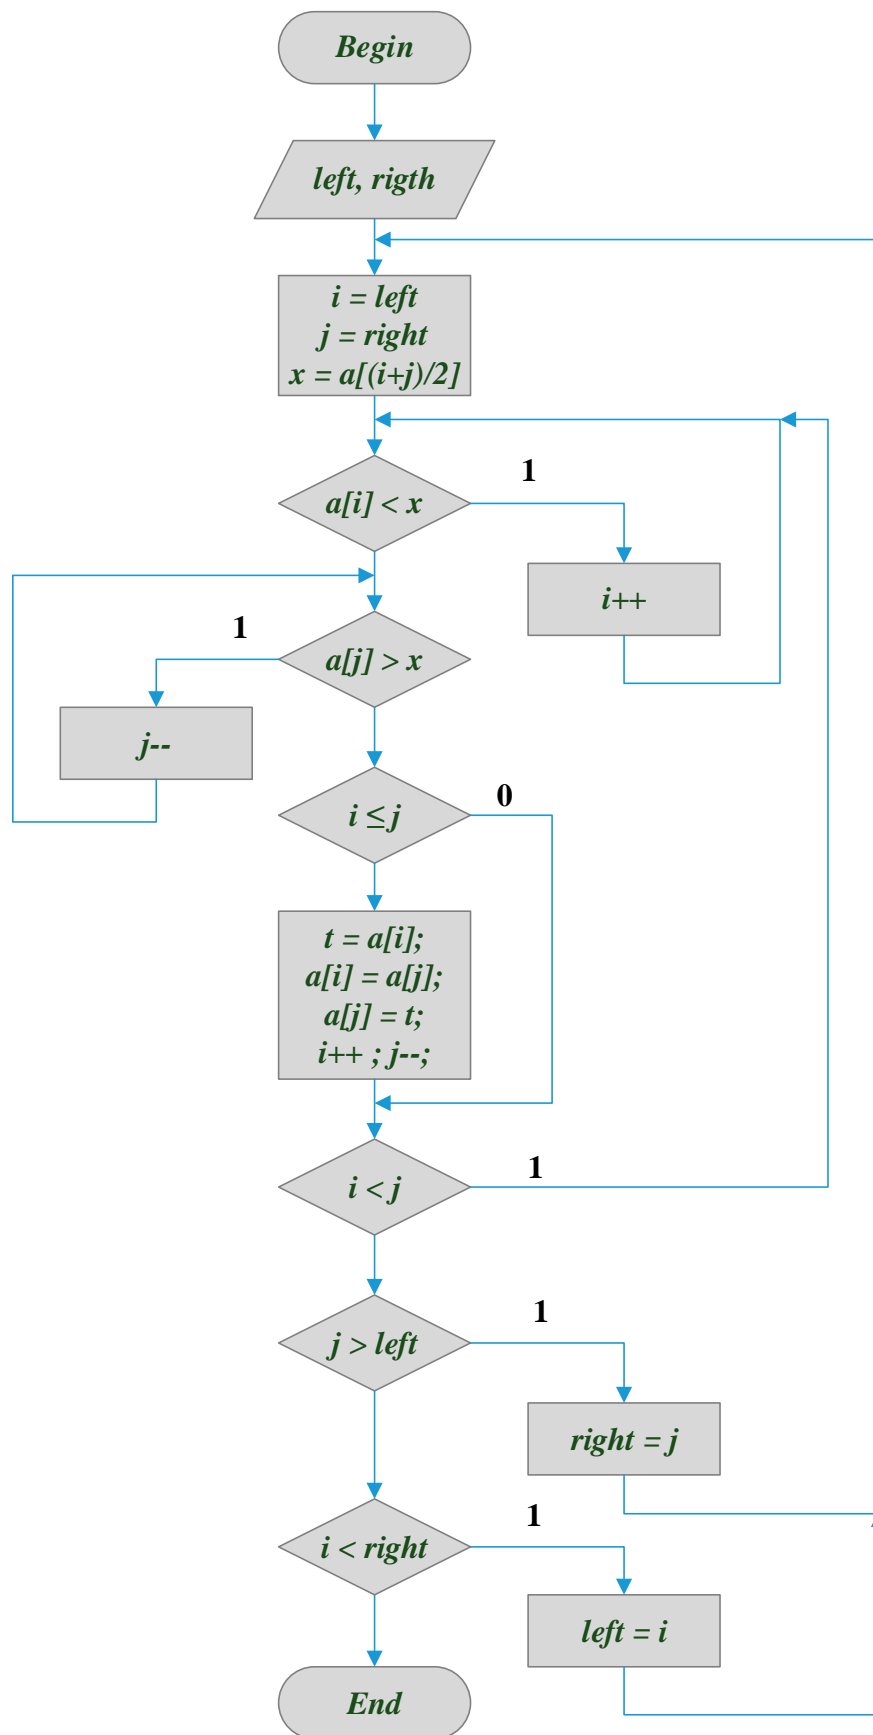 Begin
left, rigth
i = left
j = right
x = a[(i+j)/2]
a[i] < x
1
i++
1
a[j] > x
j--
i ≤ j
0
t = a[i];
a[i] = a[j];
a[j] = t;
i++ ; j--;
i < j
1
j > left
1
right = j
i < right
1
left = i
End